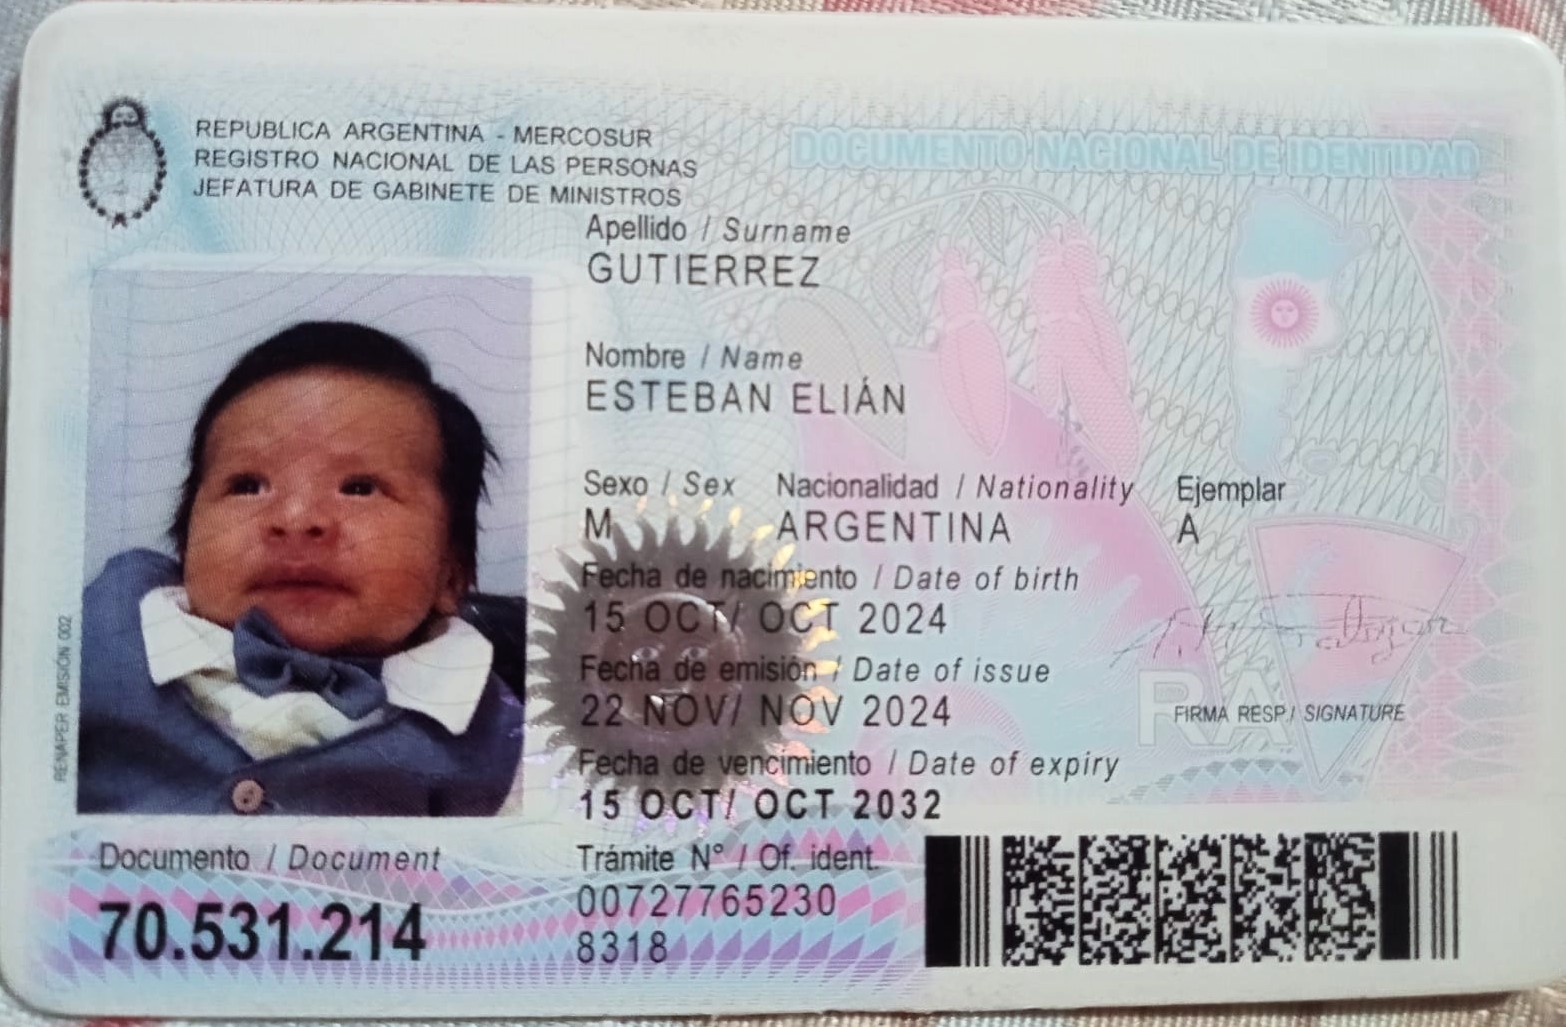 REPUBLICA ARGENTINA - MERCOSUR
REGISTRO NACIONAL DE LAS PERSONAS
JEFATURA DE GABINETE DE MINISTROS
DOCUMENTO NACIONAL DE IDENTIDAD
Apellido / Surname
GUTIERREZ
Nombre / Name
ESTEBAN ELIÁN
Sexo / Sex Nacionalidad / Nationality Ejemplar
M ARGENTINA A
Fecha de nacimiento / Date of birth
15 OCT/ OCT 2024
Fecha de emisión / Date of issue
22 NOV/ NOV 2024
RA
FIRMA RESP./ SIGNATURE
Fecha de vencimiento / Date of expiry
15 OCT/ OCT 2032
RENAPER EMISIÓN 002
Documento / Document
70.531.214
Trámite N° / Of. ident.
00727765230
8318